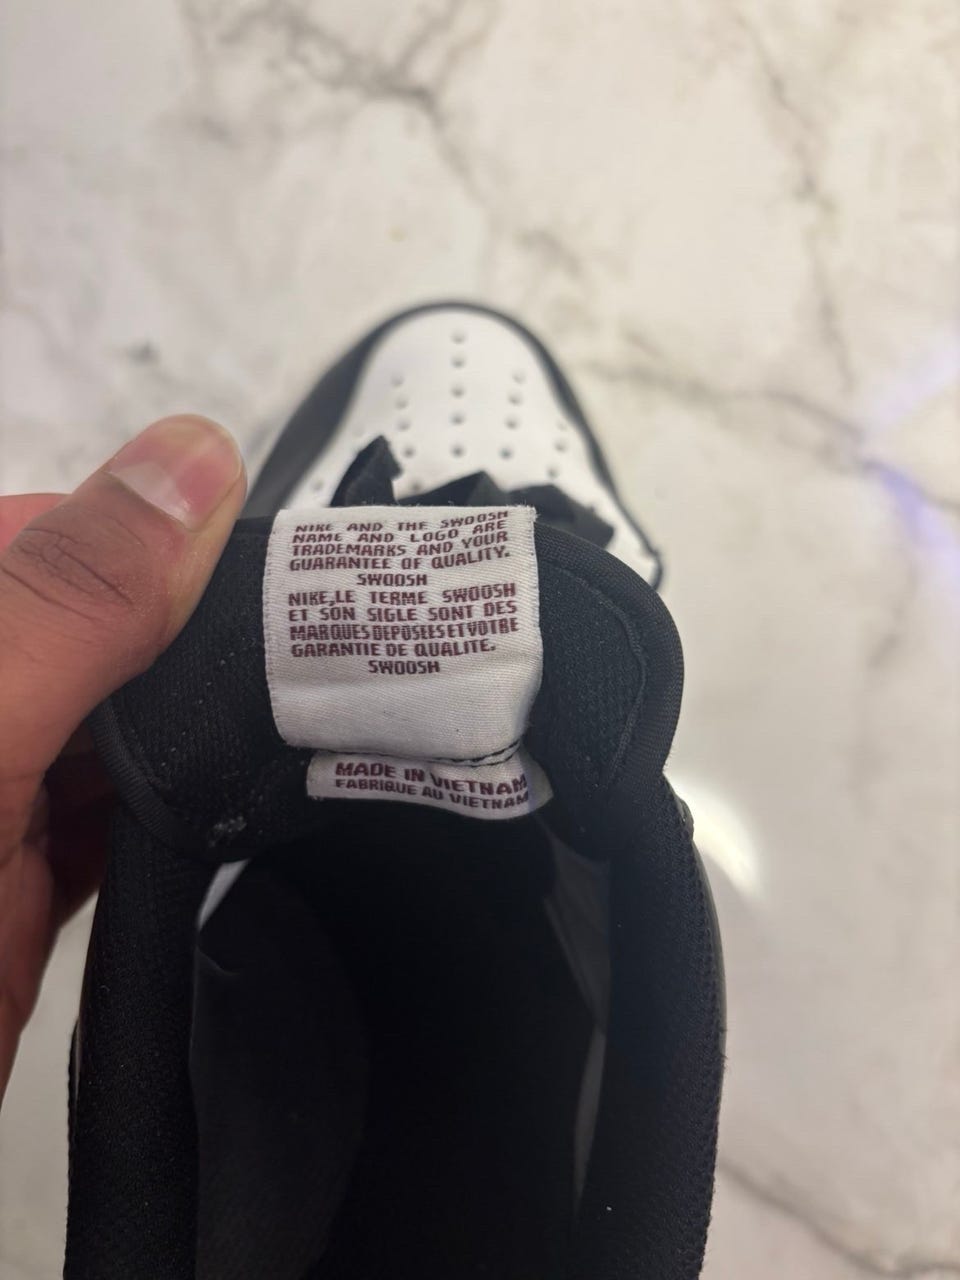 NIKE AND THE SWOOSH
NAME AND LOGO ARE
TRADEMARKS AND YOUR
GUARANTEE OF QUALITY.
SWOOSH
NIKE,LE TERME SWOOSH
ET SON SIGLE SONT DES
MARQUES DEPOSEES ET VOTRE
GARANTIE DE QUALITE.
SWOOSH
MADE IN VIETNAM
FABRIQUE AU VIETNAM